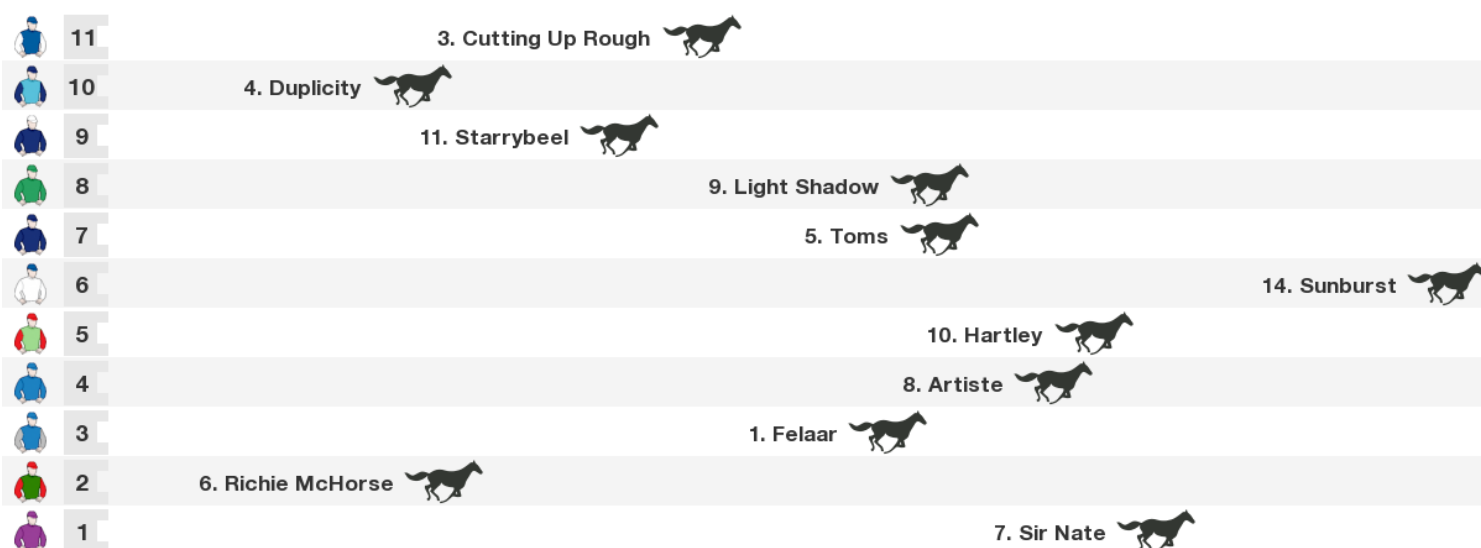 11 3. Cutting Up Rough
10 4. Duplicity
9 11. Starrybeel
8 9. Light Shadow
7 5. Toms
6 14. Sunburst
5 10. Hartley
4 8. Artiste
3 1. Felaar
2 6. Richie McHorse
1 7. Sir Nate